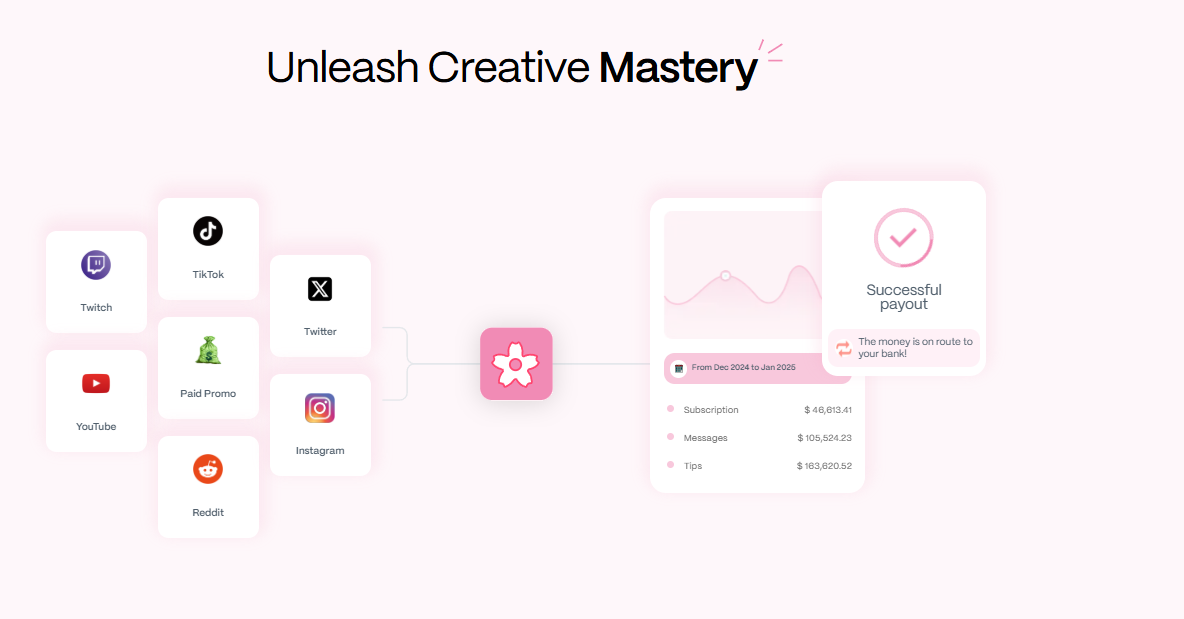 Unleash Creative Mastery
TikTok
Twitch
Twitter
Paid Promo
YouTube
Instagram
Reddit
Successful
payout
The money is on route to
your bank!
From Dec 2024 to Jan 2025
Subscription $ 46,613.41
Messages $ 105,524.23
Tips $ 163,620.52